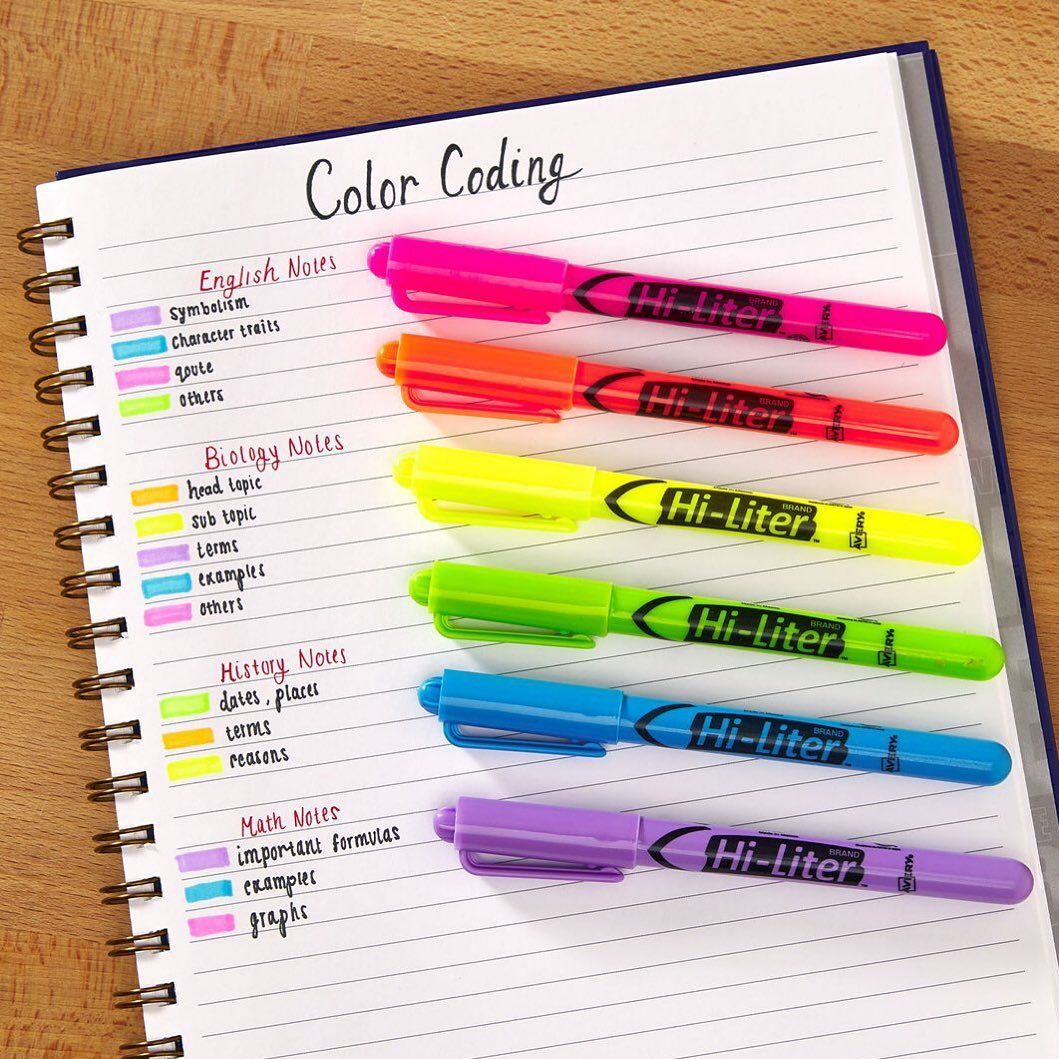 Color Coding
English Notes
symbolism
character traits
qoute
others
Biology Notes
head topic
sub topic
terms
examples
others
History Notes
dates, places
terms
reasons
Math Notes
important formulas
examples
graphs
Hi-Liter BRAND AVERY
Hi-Liter BRAND AVERY
Hi-Liter BRAND AVERY
Hi-Liter BRAND AVERY
Hi-Liter BRAND AVERY
Hi-Liter BRAND AVERY